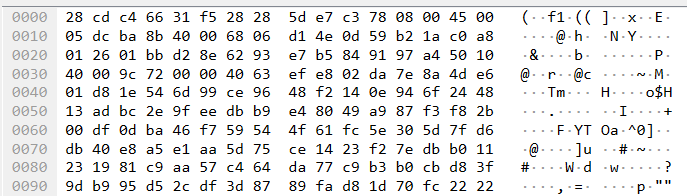 0000 28 cd c4 66 31 f5 28 28 5d e7 c3 78 08 00 45 00 (··f1·(( ]··x··E·
0010 05 dc ba 8b 40 00 68 06 d1 4e 0d 59 b2 1a c0 a8 ····@·h· ·N·Y····
0020 01 26 01 bb d2 8e 62 93 e7 b5 84 91 97 a4 50 10 ·&····b· ······P·
0030 40 00 9c 72 00 00 40 63 ef e8 02 da 7e 8a 4d e6 @··r··@c ····~·M·
0040 01 d8 1e 54 6d 99 ce 96 48 f2 14 0e 94 6f 24 48 ···Tm··· H····o$H
0050 13 ad bc 2e 9f ee db b9 e4 80 49 a9 87 f3 f8 2b ···.···· ··I····+
0060 00 df 0d ba 46 f7 59 54 4f 61 fc 5e 30 5d 7f d6 ····F·YT Oa·^0]··
0070 db 40 e8 a5 e1 aa 5d 75 ce 14 23 f2 7e db b0 11 ·@····]u ··#·~···
0080 23 19 81 c9 aa 57 c4 64 da 77 c9 b3 b0 cd d8 3f #····W·d ·w·····?
0090 9d b9 95 d5 2c df 3d 87 89 fa d8 1d 70 fc 22 22 ····,·=· ····p·""